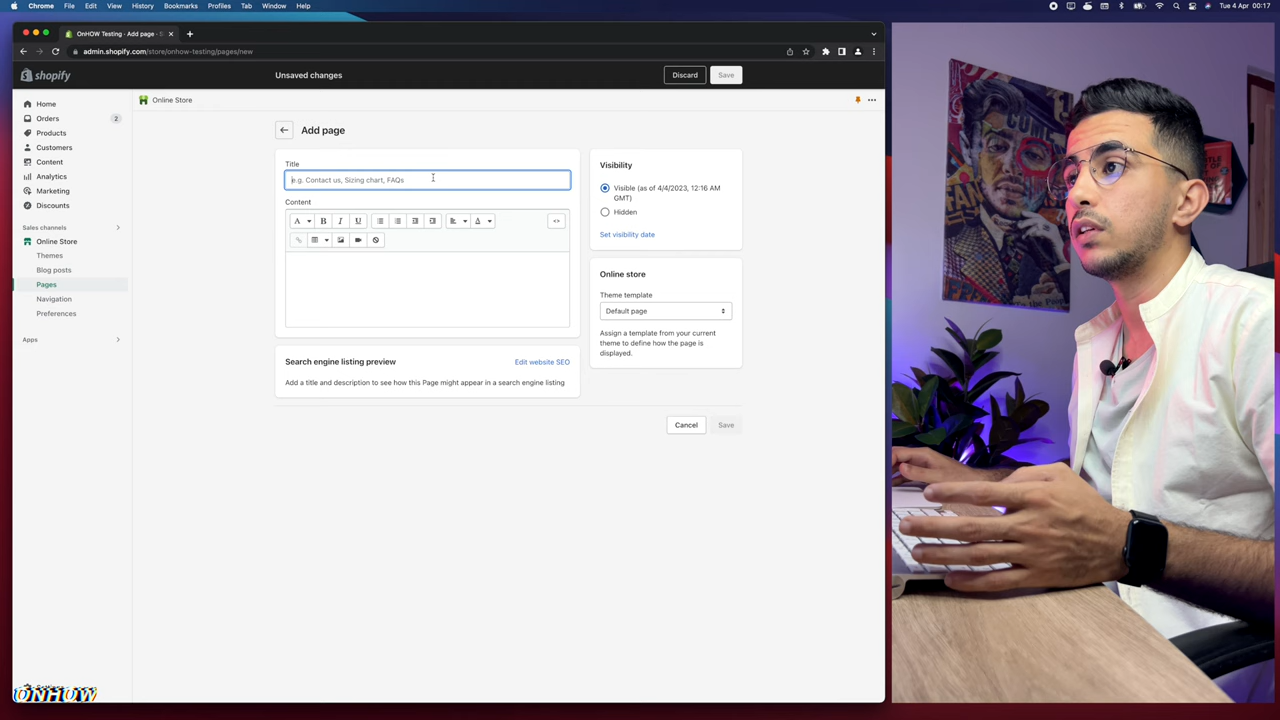 Chrome File Edit View History Bookmarks Profiles Tab Window Help Tue 4 Apr 00:17
OnHOW Testing · Add page · S
admin.shopify.com/store/onhow-testing/pages/new
shopify Unsaved changes Discard Save
Online Store
Home
Orders 2
Products
Customers
Content
Analytics
Marketing
Discounts
Sales channels
Online Store
Themes
Blog posts
Pages
Navigation
Preferences
Apps
Add page
Title
e.g. Contact us, Sizing chart, FAQs
Content
A B I U A <>
Search engine listing preview Edit website SEO
Add a title and description to see how this Page might appear in a search engine listing
Visibility
Visible (as of 4/4/2023, 12:16 AM
GMT)
Hidden
Set visibility date
Online store
Theme template
Default page
Assign a template from your current
theme to define how the page is
displayed.
Cancel Save
ONHOW